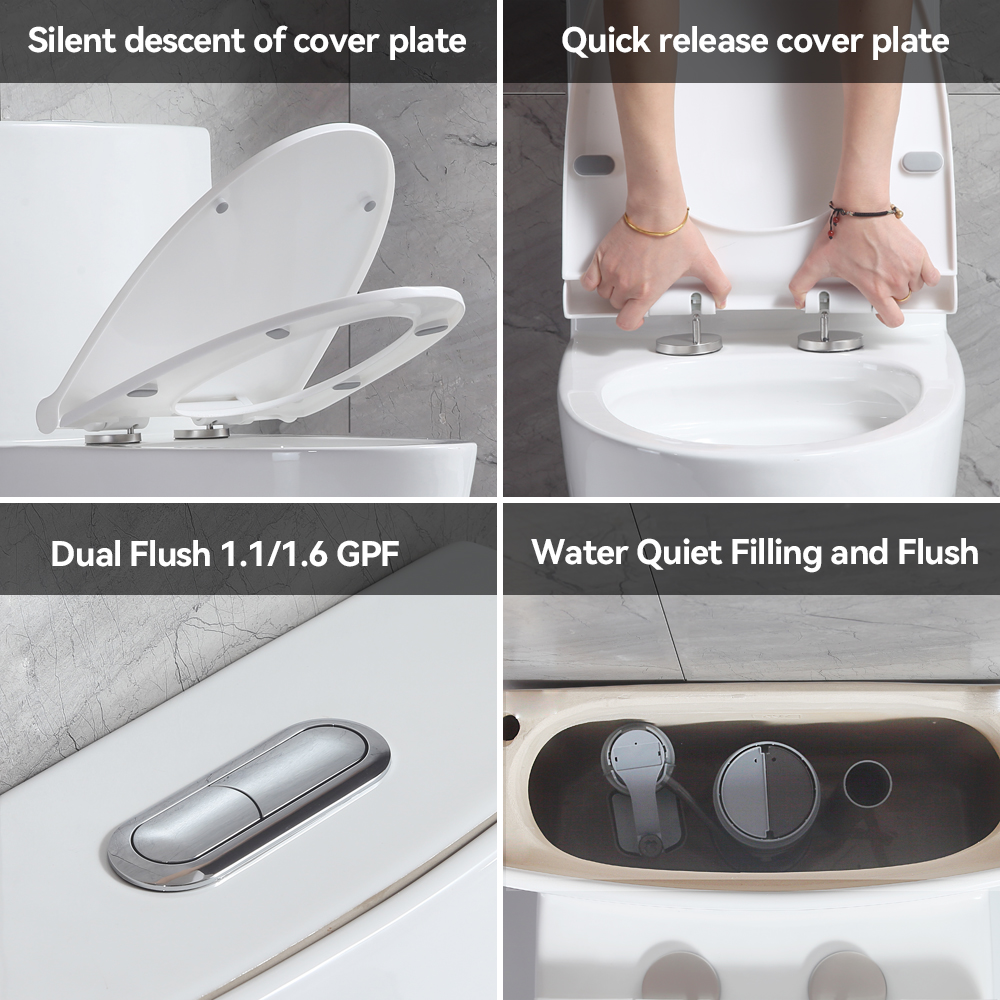 Silent descent of cover plate
Quick release cover plate
Dual Flush 1.1/1.6 GPF
Water Quiet Filling and Flush